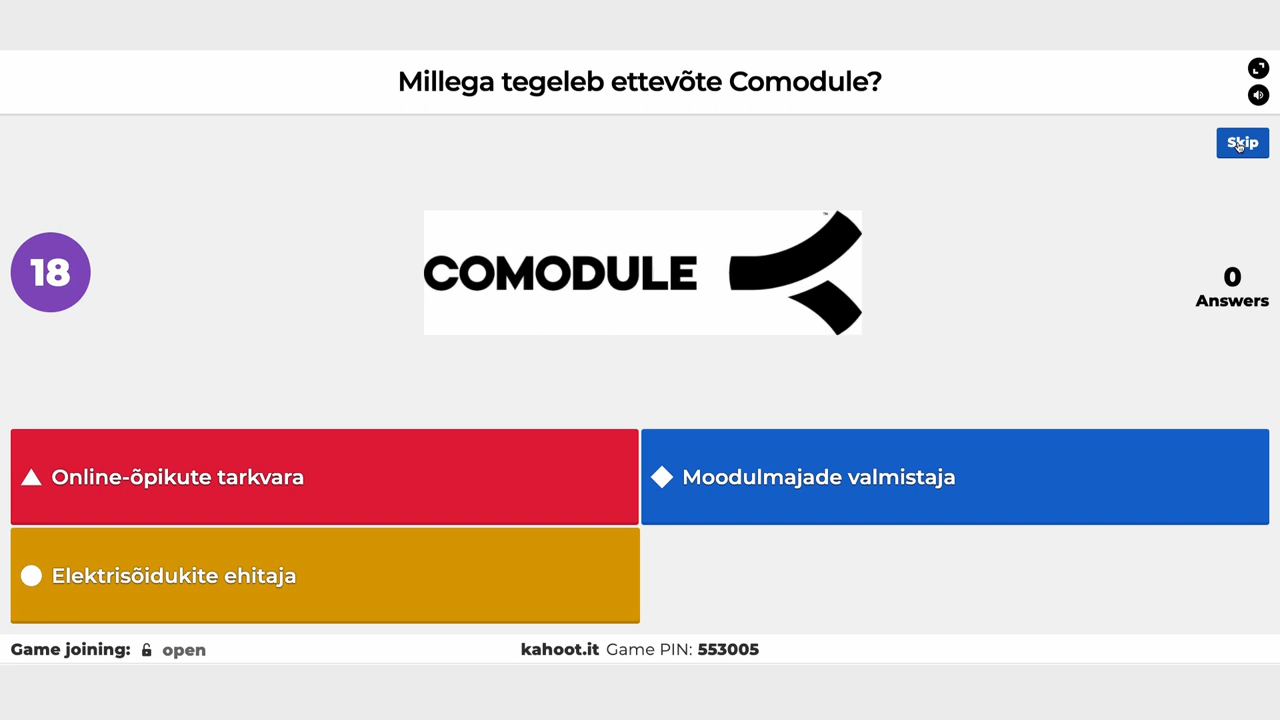 Millega tegeleb ettevõte Comodule?
Skip
COMODULE
™
18
0
Answers
Online-õpikute tarkvara
Moodulmajade valmistaja
Elektrisõidukite ehitaja
Game joining: open
kahoot.it Game PIN: 553005